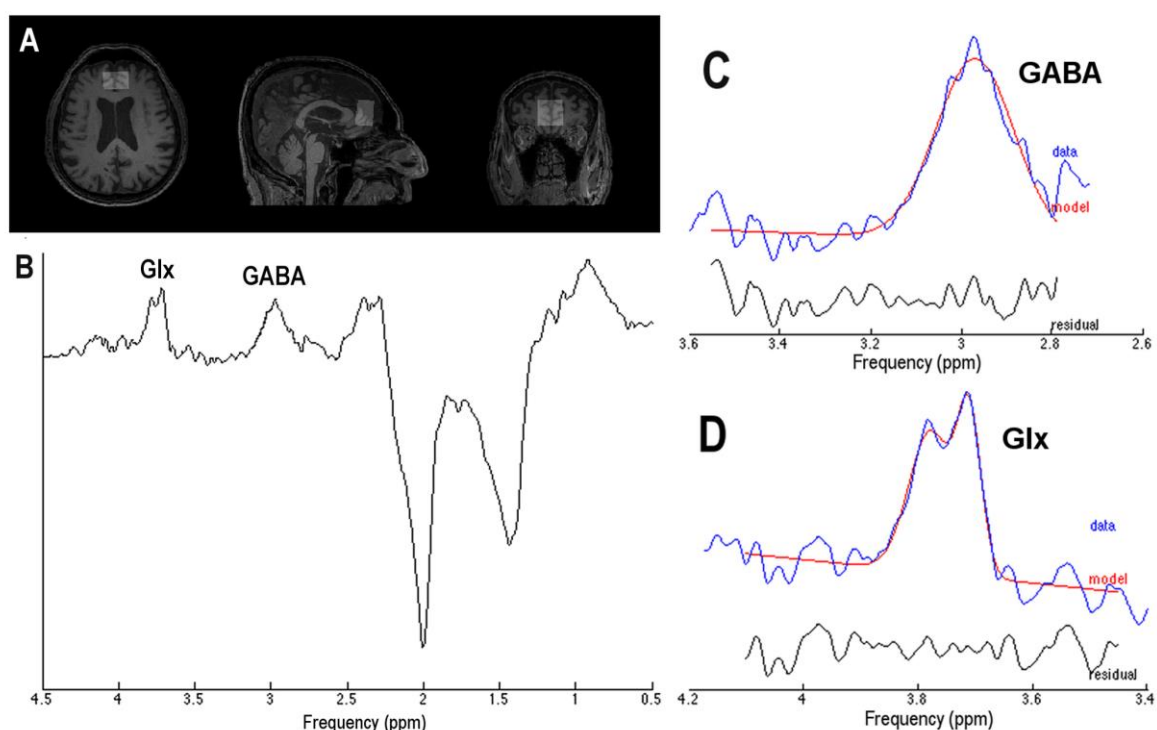 A
B
Glx
GABA
4.5 4 3.5 3 2.5 2 1.5 1 0.5
Frequency (ppm)
C
GABA
data
model
residual
3.6 3.4 3.2 3 2.8 2.6
Frequency (ppm)
D
Glx
data
model
residual
4.2 4 3.8 3.6 3.4
Frequency (ppm)